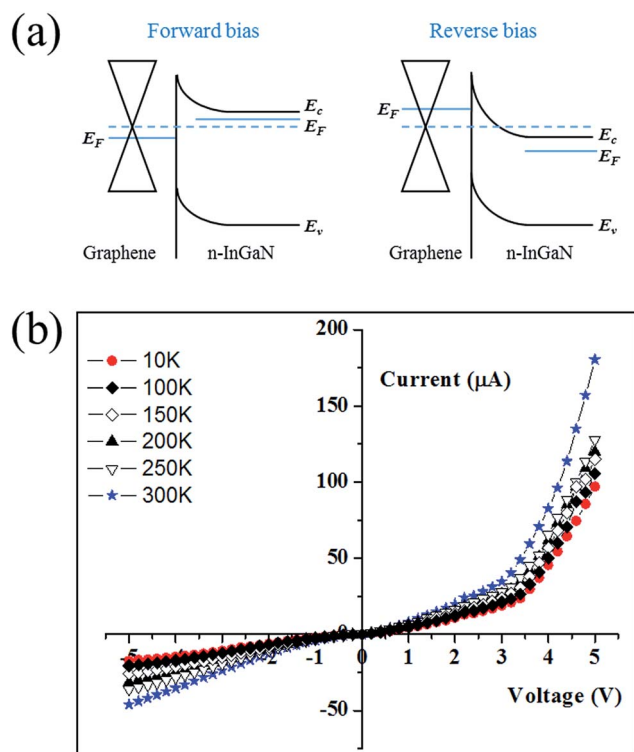 (a)
Forward bias
Reverse bias
E_F
E_c
E_F
E_v
Graphene
n-InGaN
E_F
E_c
E_F
E_v
Graphene
n-InGaN
(b)
10K
100K
150K
200K
250K
300K
Current (μA)
200
150
100
50
0
-50
-5 -4 -3 -2 -1 0 1 2 3 4 5
Voltage (V)